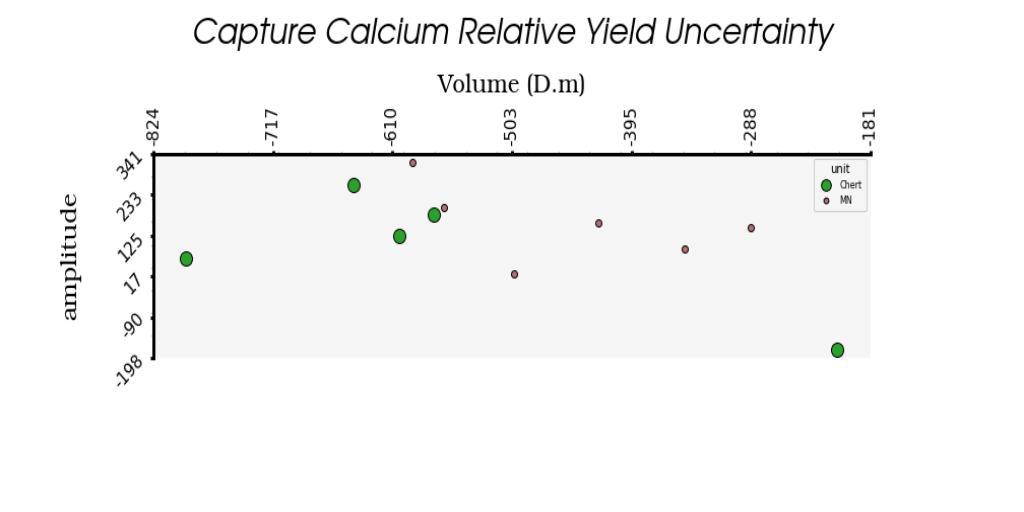 Capture Calcium Relative Yield Uncertainty
Volume (D.m)
-824
-717
-610
-503
-395
-288
-181
341
233
125
17
-90
-198
amplitude
unit
Chert
MN